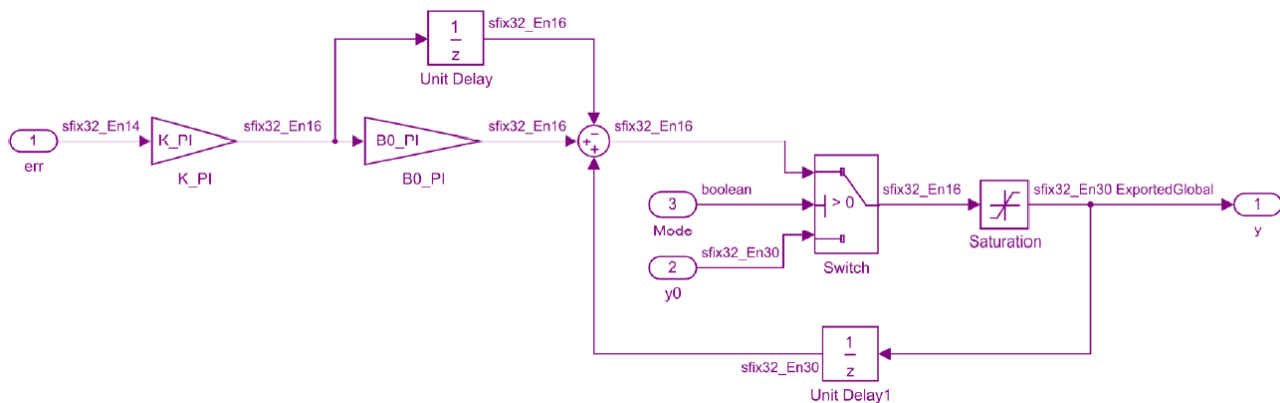 sfix32_En16
1
z
Unit Delay
sfix32_En14
sfix32_En16
sfix32_En16
sfix32_En16
1
err
K_PI
K_PI
B0_PI
B0_PI
−
+
+
boolean
3
Mode
> 0
sfix32_En16
sfix32_En30 ExportedGlobal
1
y
Saturation
sfix32_En30
2
y0
Switch
1
z
sfix32_En30
Unit Delay1